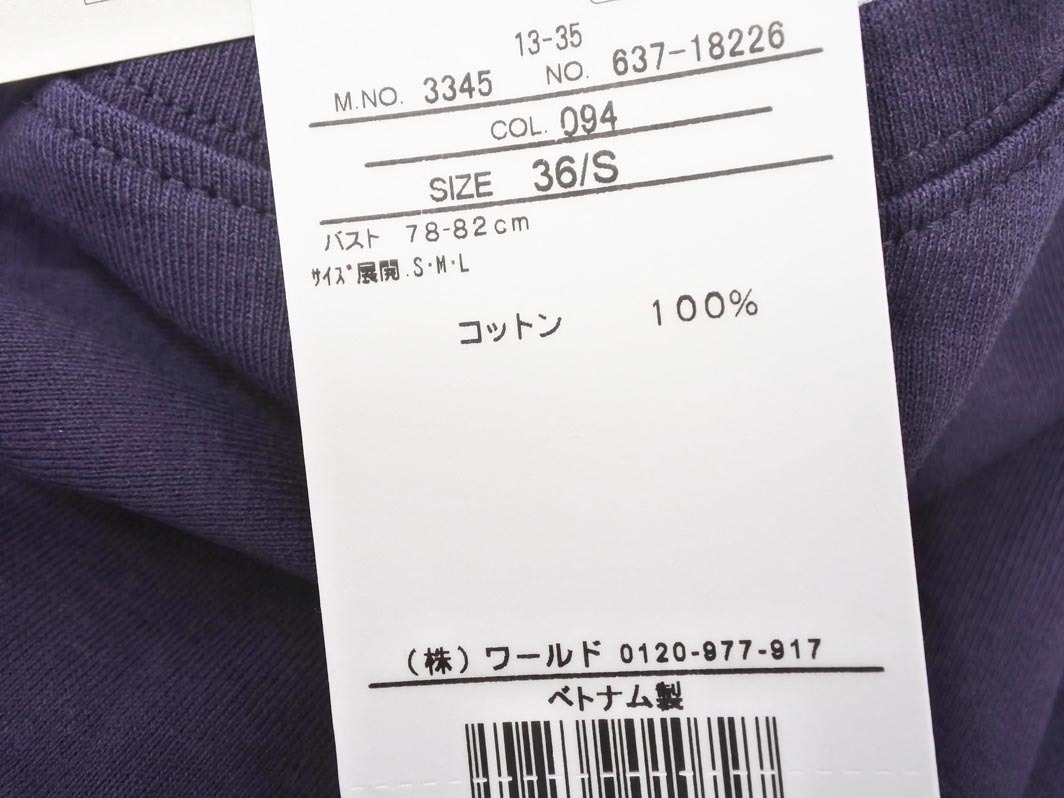 13-35
M.NO. 3345 NO. 637-18226
COL. 094
SIZE 36/S
バスト 78-82cm
サイズ展開.S・M・L
コットン 100%
(株)ワールド 0120-977-917
ベトナム製